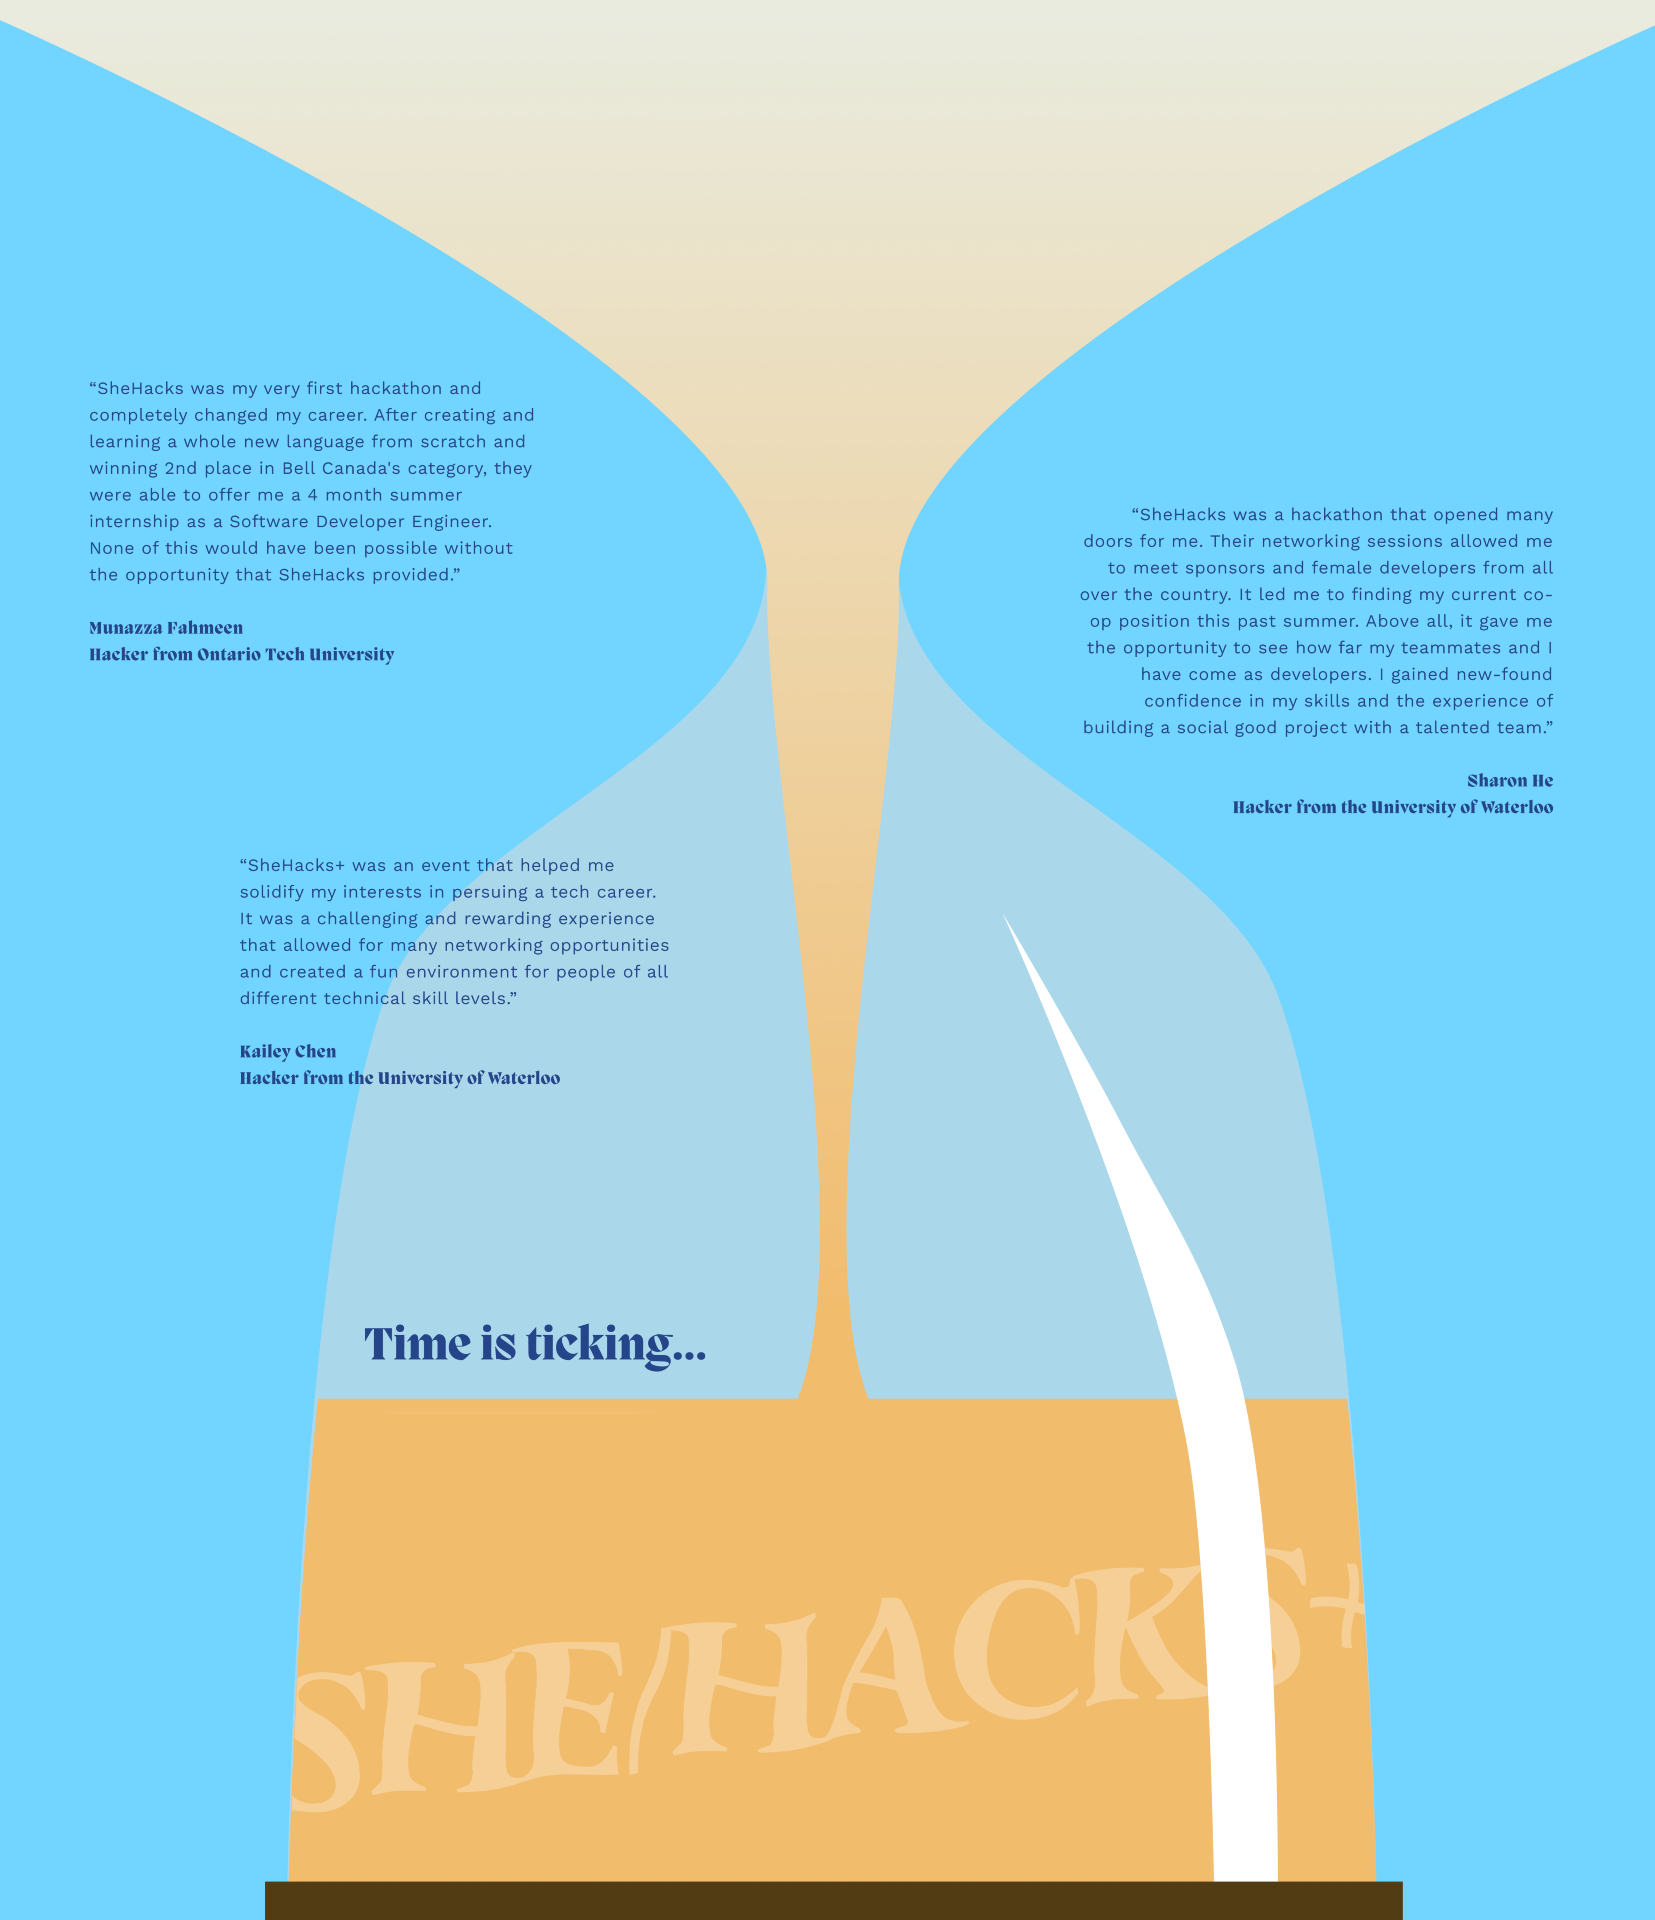 “SheHacks was my very first hackathon and
completely changed my career. After creating and
learning a whole new language from scratch and
winning 2nd place in Bell Canada's category, they
were able to offer me a 4 month summer
internship as a Software Developer Engineer.
None of this would have been possible without
the opportunity that SheHacks provided.”
Munazza Fahmeen
Hacker from Ontario Tech University
“SheHacks was a hackathon that opened many
doors for me. Their networking sessions allowed me
to meet sponsors and female developers from all
over the country. It led me to finding my current co-
op position this past summer. Above all, it gave me
the opportunity to see how far my teammates and I
have come as developers. I gained new-found
confidence in my skills and the experience of
building a social good project with a talented team.”
Sharon He
Hacker from the University of Waterloo
“SheHacks+ was an event that helped me
solidify my interests in persuing a tech career.
It was a challenging and rewarding experience
that allowed for many networking opportunities
and created a fun environment for people of all
different technical skill levels.”
Kailey Chen
Hacker from the University of Waterloo
Time is ticking...
SHE/HACKS+